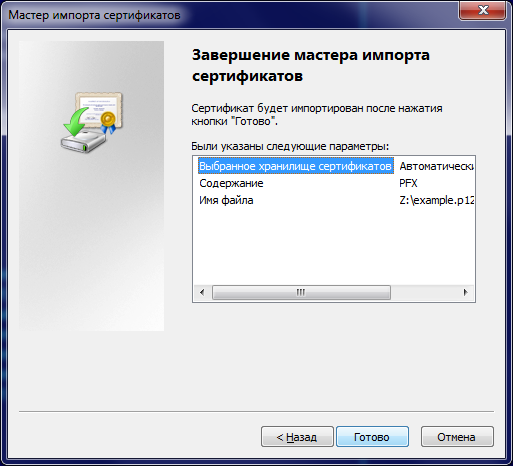 Мастер импорта сертификатов
Завершение мастера импорта
сертификатов
Сертификат будет импортирован после нажатия
кнопки "Готово".
Были указаны следующие параметры:
Выбранное хранилище сертификатов Автоматически
Содержание PFX
Имя файла Z:\example.p12
< Назад Готово Отмена